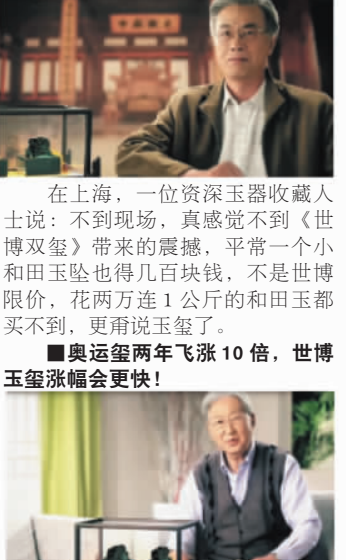 在上海，一位资深玉器收藏人
士说：不到现场，真感觉不到《世
博双玺》带来的震撼，平常一个小
和田玉坠也得几百块钱，不是世博
限价，花两万连 1 公斤的和田玉都
买不到，更甭说玉玺了。
■奥运玺两年飞涨 10 倍，世博
玉玺涨幅会更快！